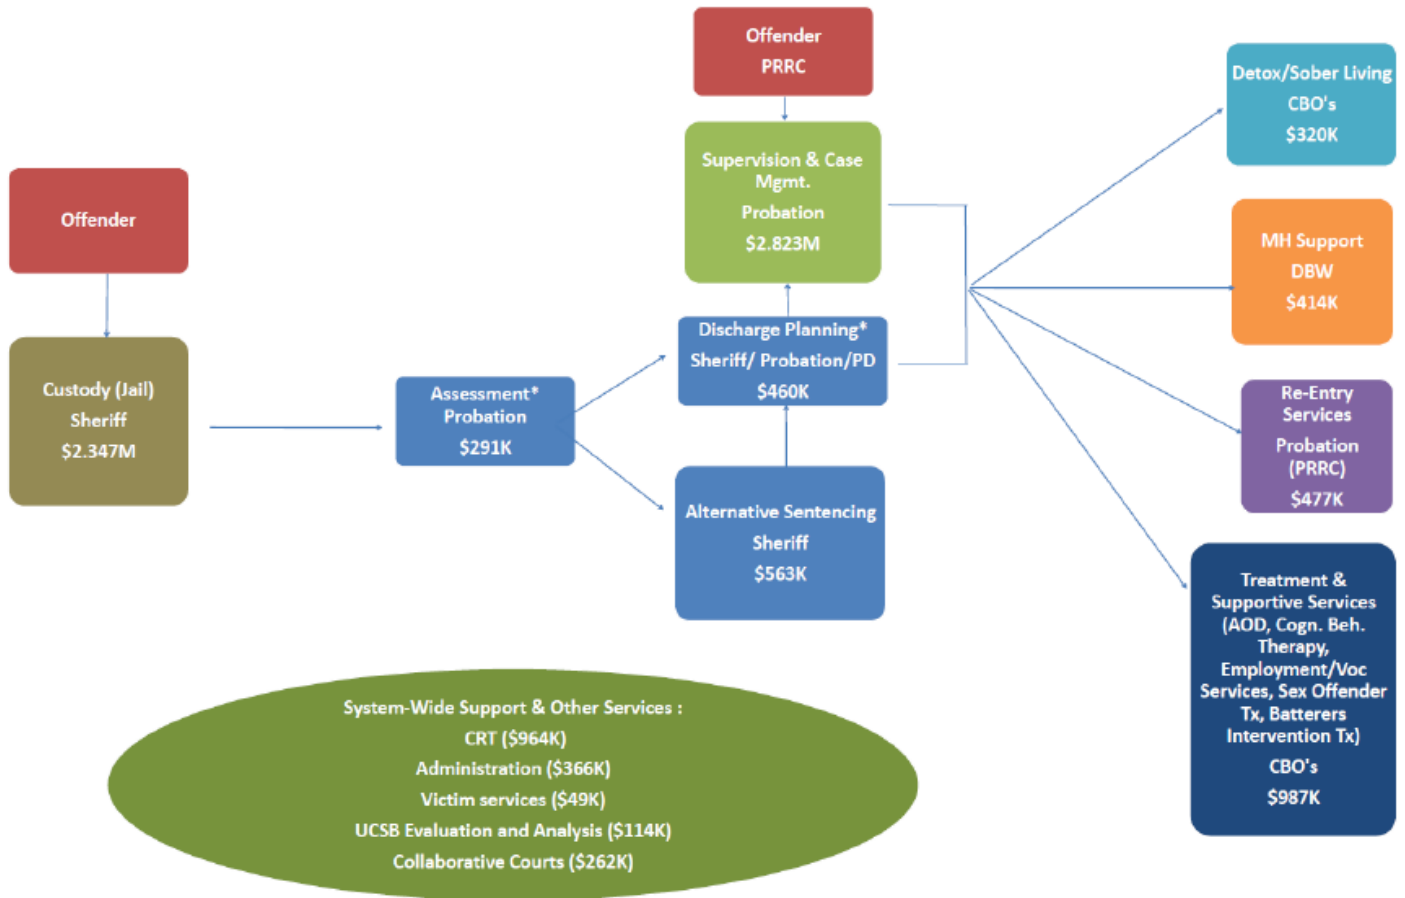 Offender
PRRC
Supervision & Case
Mgmt.
Probation
$2.823M
Offender
Custody (Jail)
Sheriff
$2.347M
Assessment*
Probation
$291K
Discharge Planning*
Sheriff/ Probation/PD
$460K
Alternative Sentencing
Sheriff
$563K
Detox/Sober Living
CBO's
$320K
MH Support
DBW
$414K
Re-Entry
Services
Probation
(PRRC)
$477K
Treatment &
Supportive Services
(AOD, Cogn. Beh.
Therapy,
Employment/Voc
Services, Sex Offender
Tx, Batterers
Intervention Tx)
CBO's
$987K
System-Wide Support & Other Services :
CRT ($964K)
Administration ($366K)
Victim services ($49K)
UCSB Evaluation and Analysis ($114K)
Collaborative Courts ($262K)